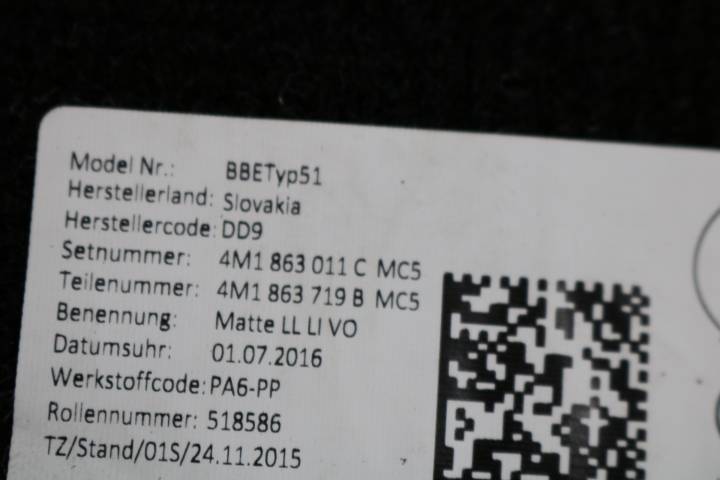 Model Nr.: BBETyp51
Herstellerland: Slovakia
Herstellercode: DD9
Setnummer: 4M1 863 011 C MC5
Teilenummer: 4M1 863 719 B MC5
Benennung: Matte LL LI VO
Datumsuhr: 01.07.2016
Werkstoffcode: PA6-PP
Rollennummer: 518586
TZ/Stand/01S/24.11.2015